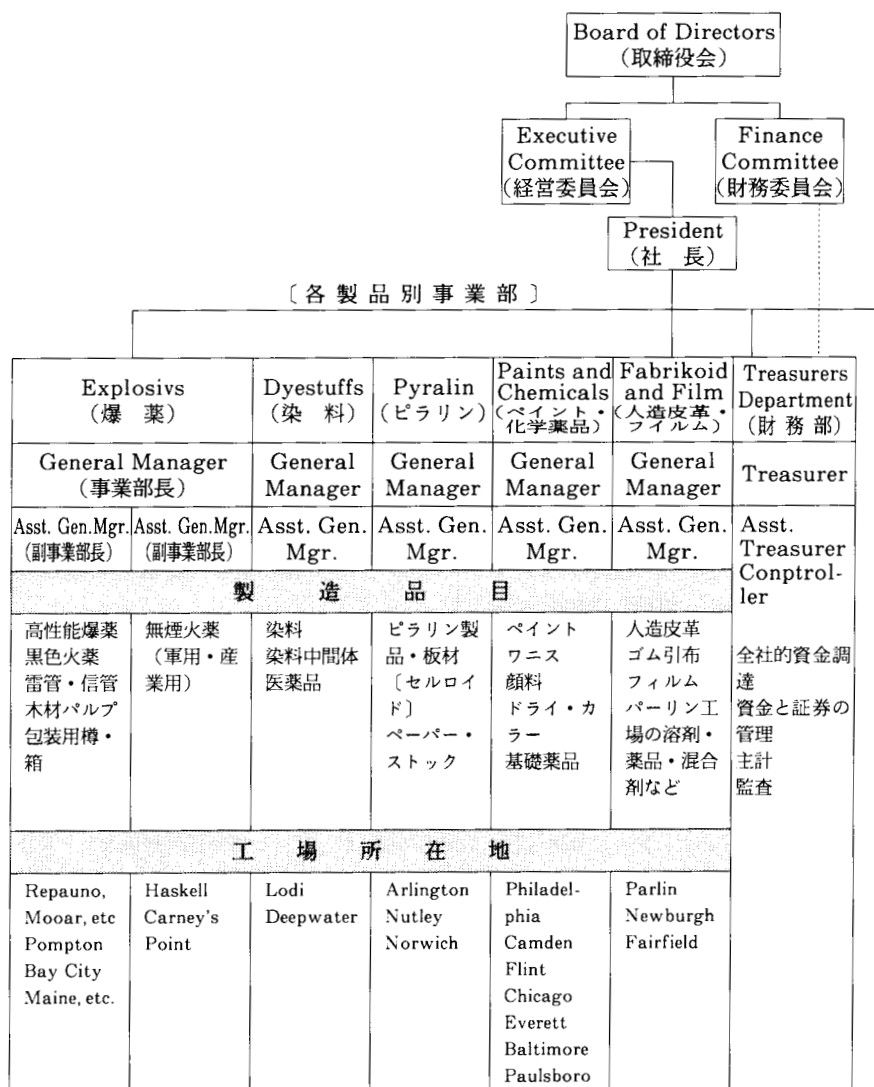 Board of Directors
（取締役会）
Executive
Committee
（経営委員会）
Finance
Committee
（財務委員会）
President
（社　長）
〔各製品別事業部〕
Explosivs
（爆　薬）
Dyestuffs
（染　料）
Pyralin
（ピラリン）
Paints and
Chemicals
（ペイント・
化学薬品）
Fabrikoid
and Film
（人造皮革・
フイルム）
Treasurers
Department
（財務部）
General Manager
（事業部長）
General
Manager
General
Manager
General
Manager
General
Manager
Treasurer
Asst. Gen.Mgr.
（副事業部長）
Asst. Gen.Mgr.
（副事業部長）
Asst. Gen.
Mgr.
Asst. Gen.
Mgr.
Asst. Gen.
Mgr.
Asst. Gen.
Mgr.
Asst.
Treasurer
Conptrol-
ler
製　造　品　目
高性能爆薬
黒色火薬
雷管・信管
木材パルプ
包装用樽・
箱
無煙火薬
（軍用・産
業用）
染料
染料中間体
医薬品
ピラリン製
品・板材
〔セルロイ
ド〕
ペーパー・
ストック
ペイント
ワニス
顔料
ドライ・カ
ラー
基礎薬品
人造皮革
ゴム引布
フィルム
パーリン工
場の溶剤・
薬品・混合
剤など
全社的資金調
達
資金と証券の
管理
主計
監査
工　場　所　在　地
Repauno,
Mooar, etc
Pompton
Bay City
Maine, etc.
Haskell
Carney's
Point
Lodi
Deepwater
Arlington
Nutley
Norwich
Philadel-
phia
Camden
Flint
Chicago
Everett
Baltimore
Paulsboro
Parlin
Newburgh
Fairfield